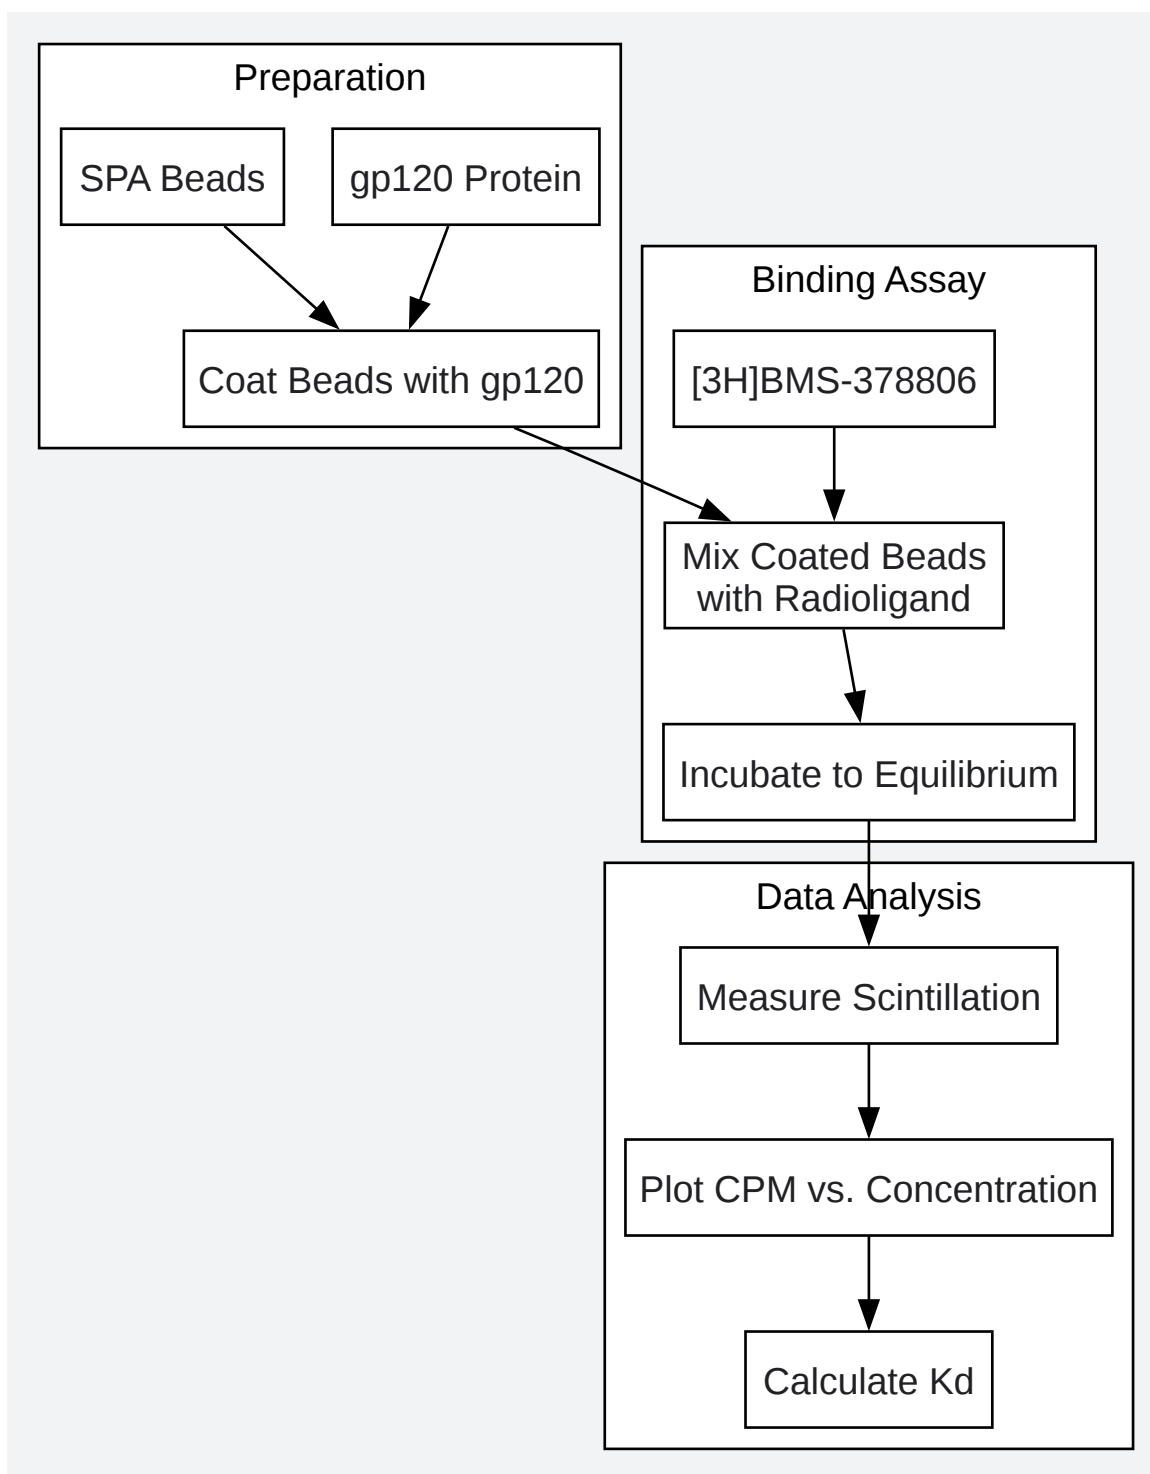 Preparation
SPA Beads
gp120 Protein
Coat Beads with gp120
Binding Assay
[3H]BMS-378806
Mix Coated Beads
with Radioligand
Incubate to Equilibrium
Data Analysis
Measure Scintillation
Plot CPM vs. Concentration
Calculate Kd